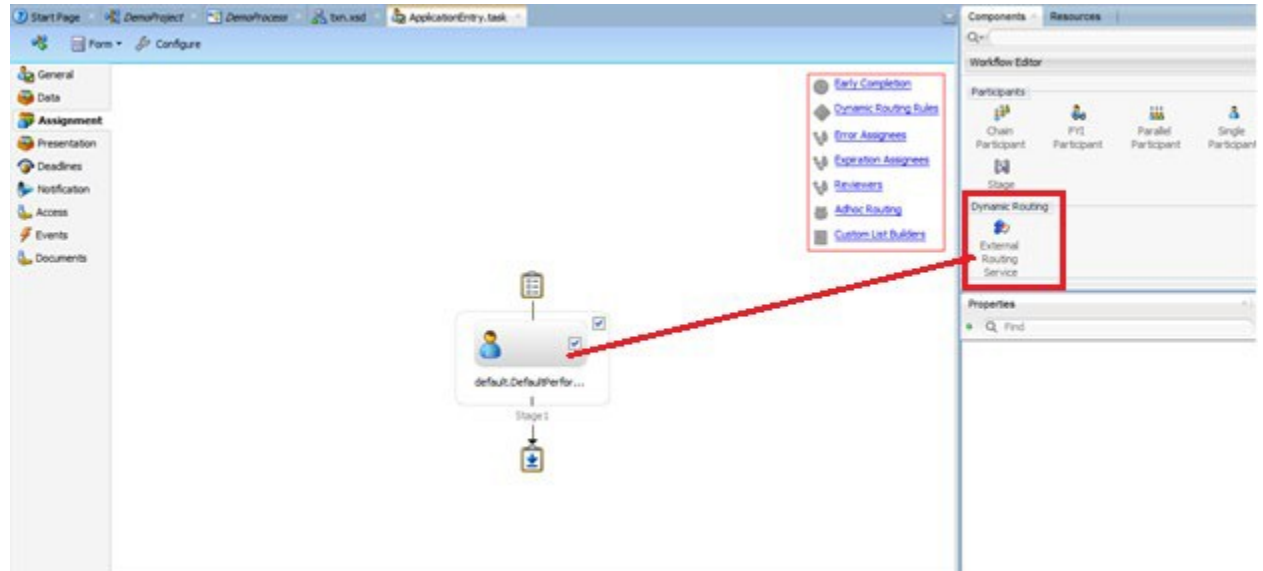 Start Page DemoProject DemoProcess txn.xsd ApplicationEntry.task
Form Configure
General
Data
Assignment
Presentation
Deadlines
Notification
Access
Events
Documents
Early Completion
Dynamic Routing Rules
Error Assignees
Expiration Assignees
Reviewers
Adhoc Routing
Custom List Builders
default.DefaultPerfor...
Stage1
Components Resources
Workflow Editor
Participants
Chain Participant
FYI Participant
Parallel Participant
Single Participant
Stage
Dynamic Routing
External
Routing
Service
Properties
Find